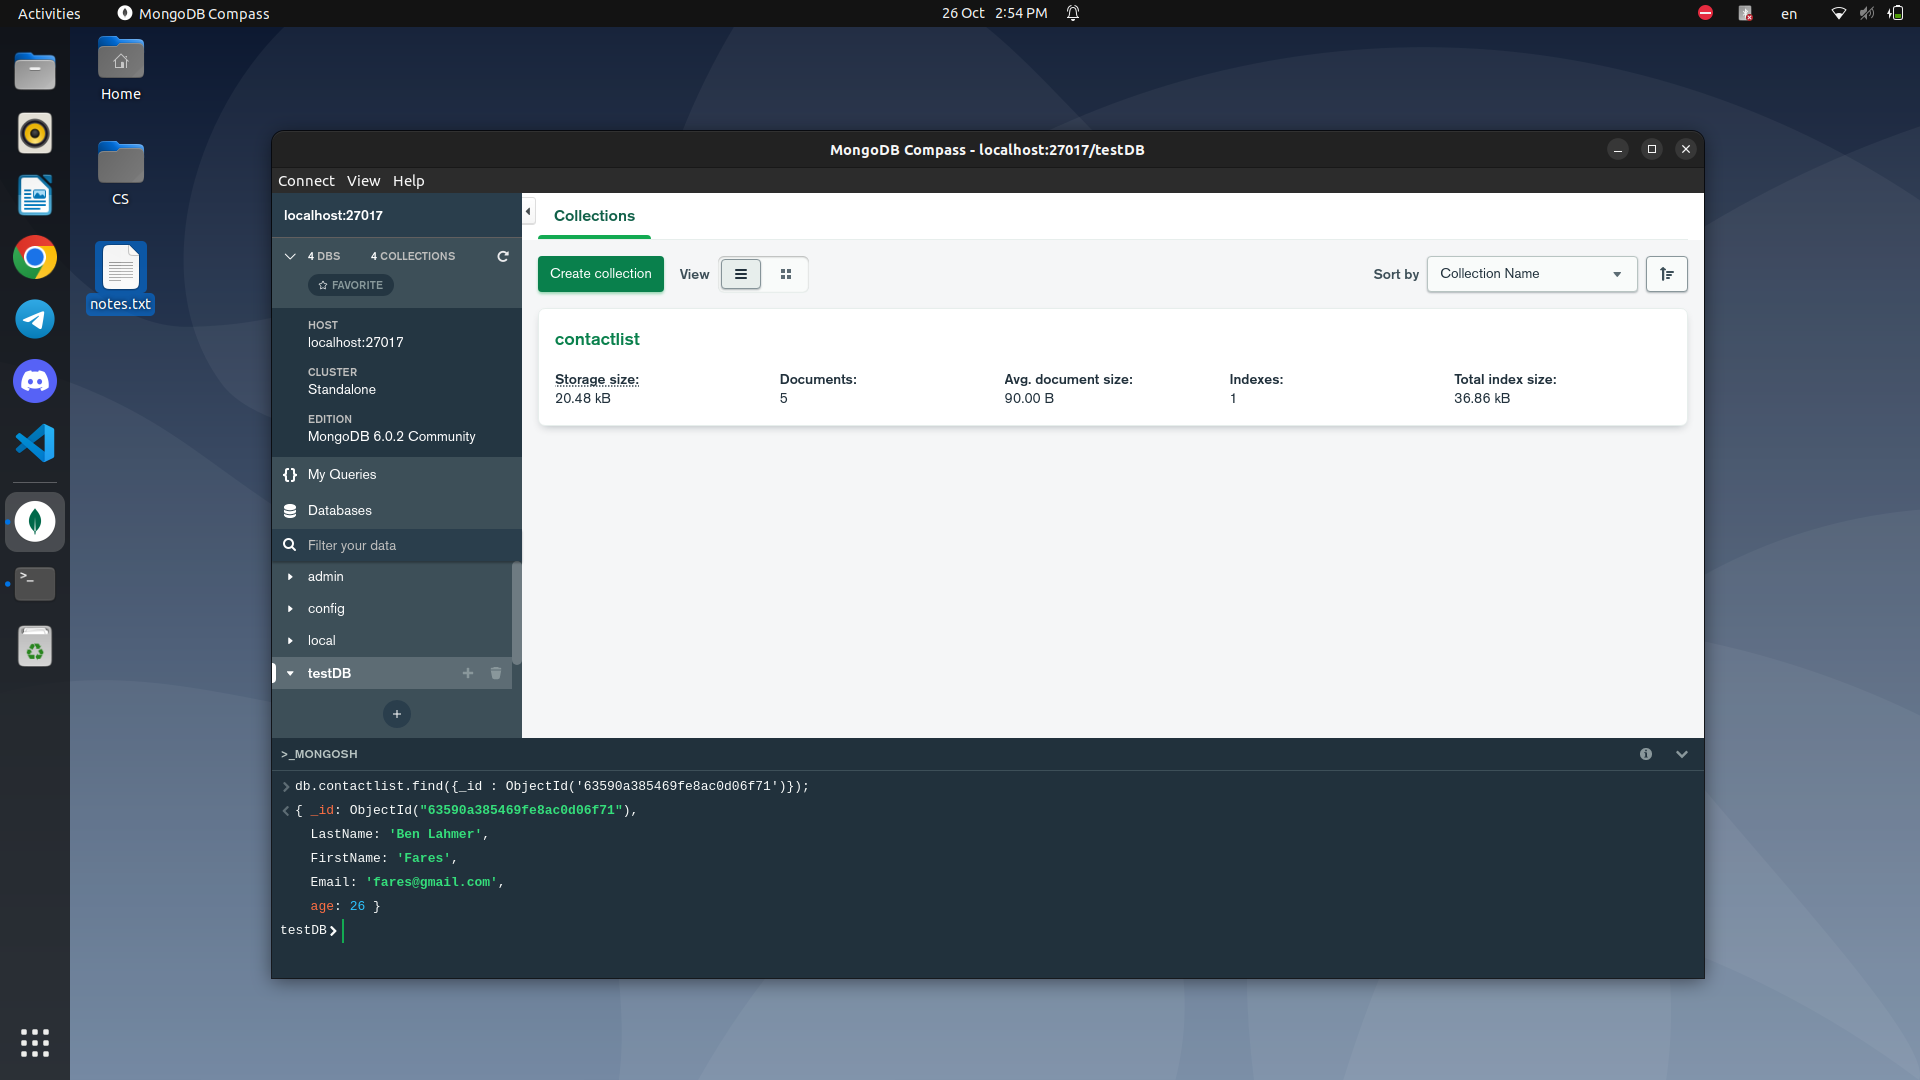 Activities
MongoDB Compass
26 Oct 2:54 PM
en
Home
CS
notes.txt
MongoDB Compass - localhost:27017/testDB
Connect View Help
localhost:27017
4 DBS 4 COLLECTIONS
FAVORITE
HOST
localhost:27017
CLUSTER
Standalone
EDITION
MongoDB 6.0.2 Community
{} My Queries
Databases
Filter your data
admin
config
local
testDB
Collections
Create collection
View
Sort by
Collection Name
contactlist
Storage size: Documents: Avg. document size: Indexes: Total index size:
20.48 kB 5 90.00 B 1 36.86 kB
>_MONGOSH
db.contactlist.find({_id : ObjectId('63590a385469fe8ac0d06f71')});
{ _id: ObjectId("63590a385469fe8ac0d06f71"),
LastName: 'Ben Lahmer',
FirstName: 'Fares',
Email: 'fares@gmail.com',
age: 26 }
testDB>